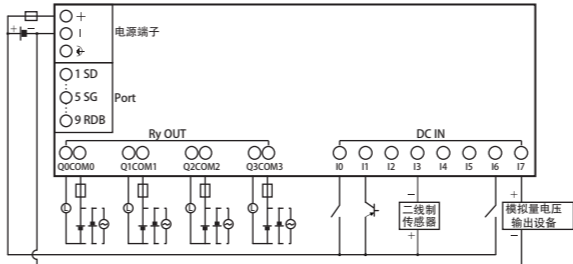 + 
+ − −
电源端子
1 SD
5 SG
Port
9 RDB
Ry OUT
DC IN
Q0COM0 Q1COM1 Q2COM2 Q3COM3 I0 I1 I2 I3 I4 I5 I6 I7
− +
L L L L
二线制
传感器
模拟量电压
输出设备
+ −